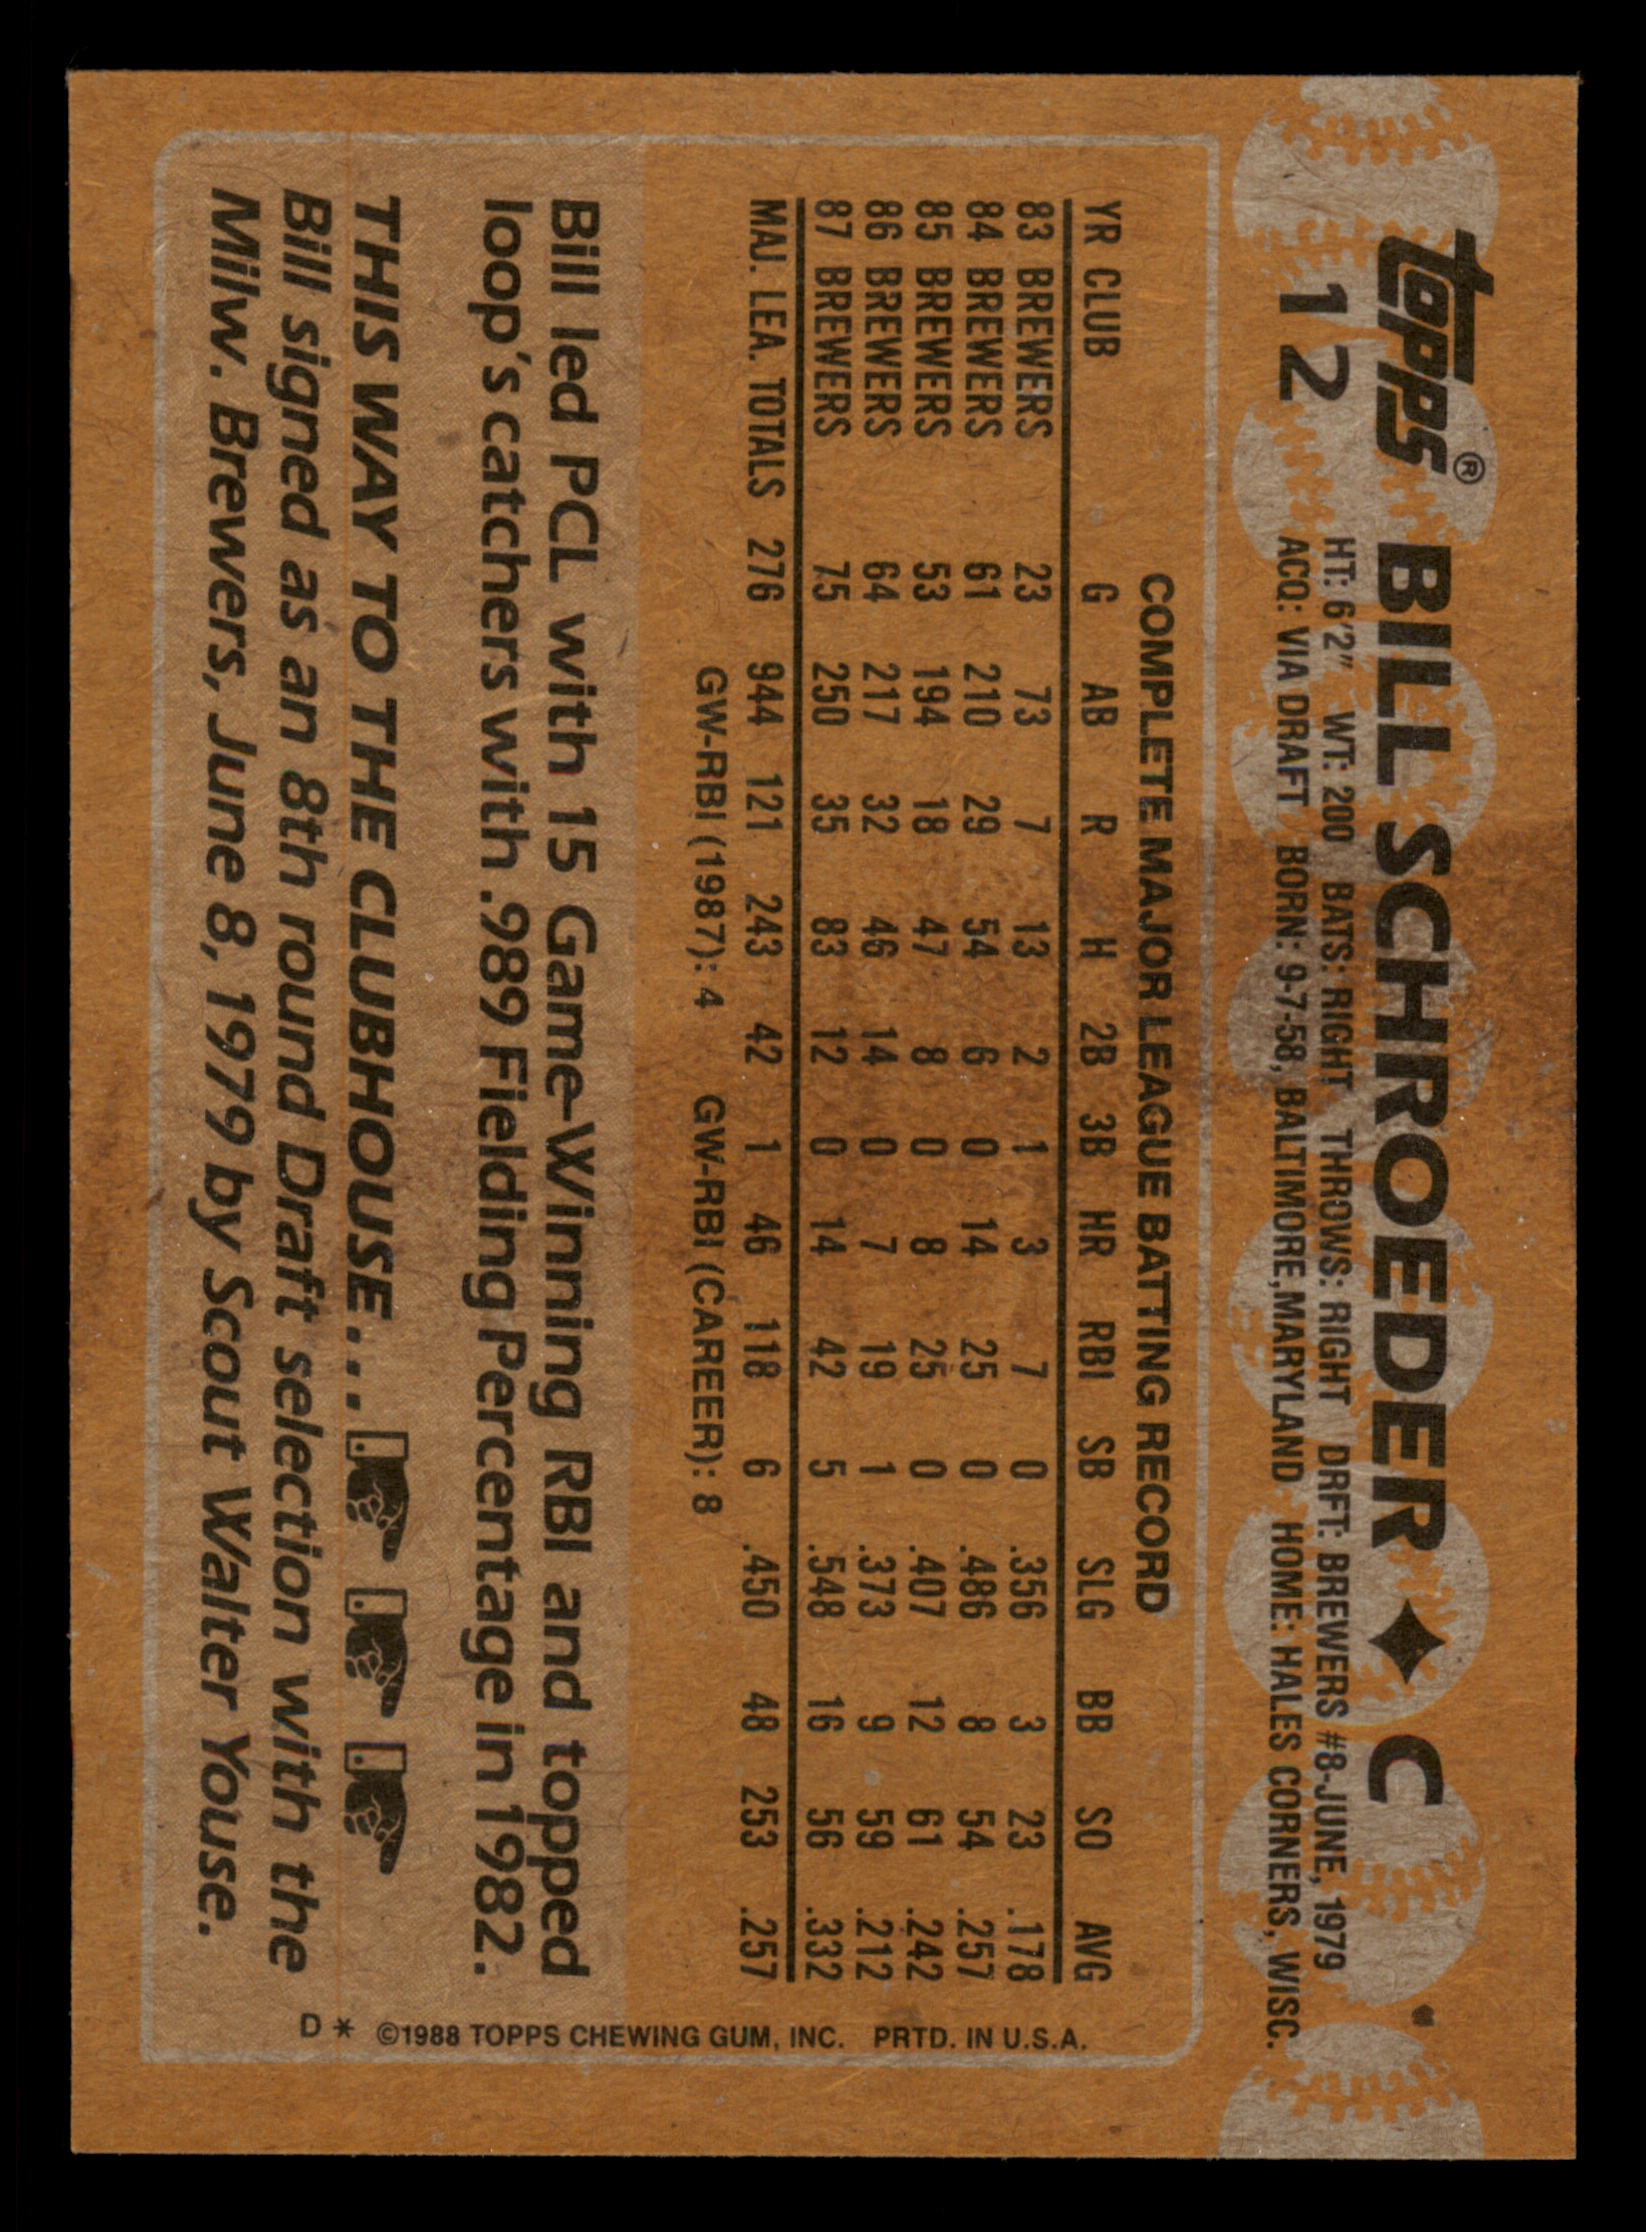 topps® BILL SCHROEDER ✦ C
12
HT: 6'2" WT: 200 BATS: RIGHT THROWS: RIGHT DRFT: BREWERS #8-JUNE, 1979
ACQ: VIA DRAFT BORN: 9-7-58, BALTIMORE, MARYLAND HOME: HALES CORNERS, WISC.
COMPLETE MAJOR LEAGUE BATTING RECORD
YR CLUB G AB R H 2B 3B HR RBI SB SLG BB SO AVG
83 BREWERS 23 73 7 13 2 1 3 7 0 .356 3 23 .178
84 BREWERS 61 210 29 54 6 0 14 25 0 .486 8 54 .257
85 BREWERS 53 194 18 47 8 0 8 25 0 .407 12 61 .242
86 BREWERS 64 217 32 46 14 0 7 19 1 .373 9 59 .212
87 BREWERS 75 250 35 83 12 0 14 42 5 .548 16 56 .332
MAJ. LEA. TOTALS 276 944 121 243 42 1 46 118 6 .450 48 253 .257
GW-RBI (1987): 4 GW-RBI (CAREER): 8
Bill led PCL with 15 Game-Winning RBI and topped
loop's catchers with .989 Fielding Percentage in 1982.
THIS WAY TO THE CLUBHOUSE...
Bill signed as an 8th round Draft selection with the
Milw. Brewers, June 8, 1979 by Scout Walter Youse.
D* ©1988 TOPPS CHEWING GUM, INC. PRTD. IN U.S.A.